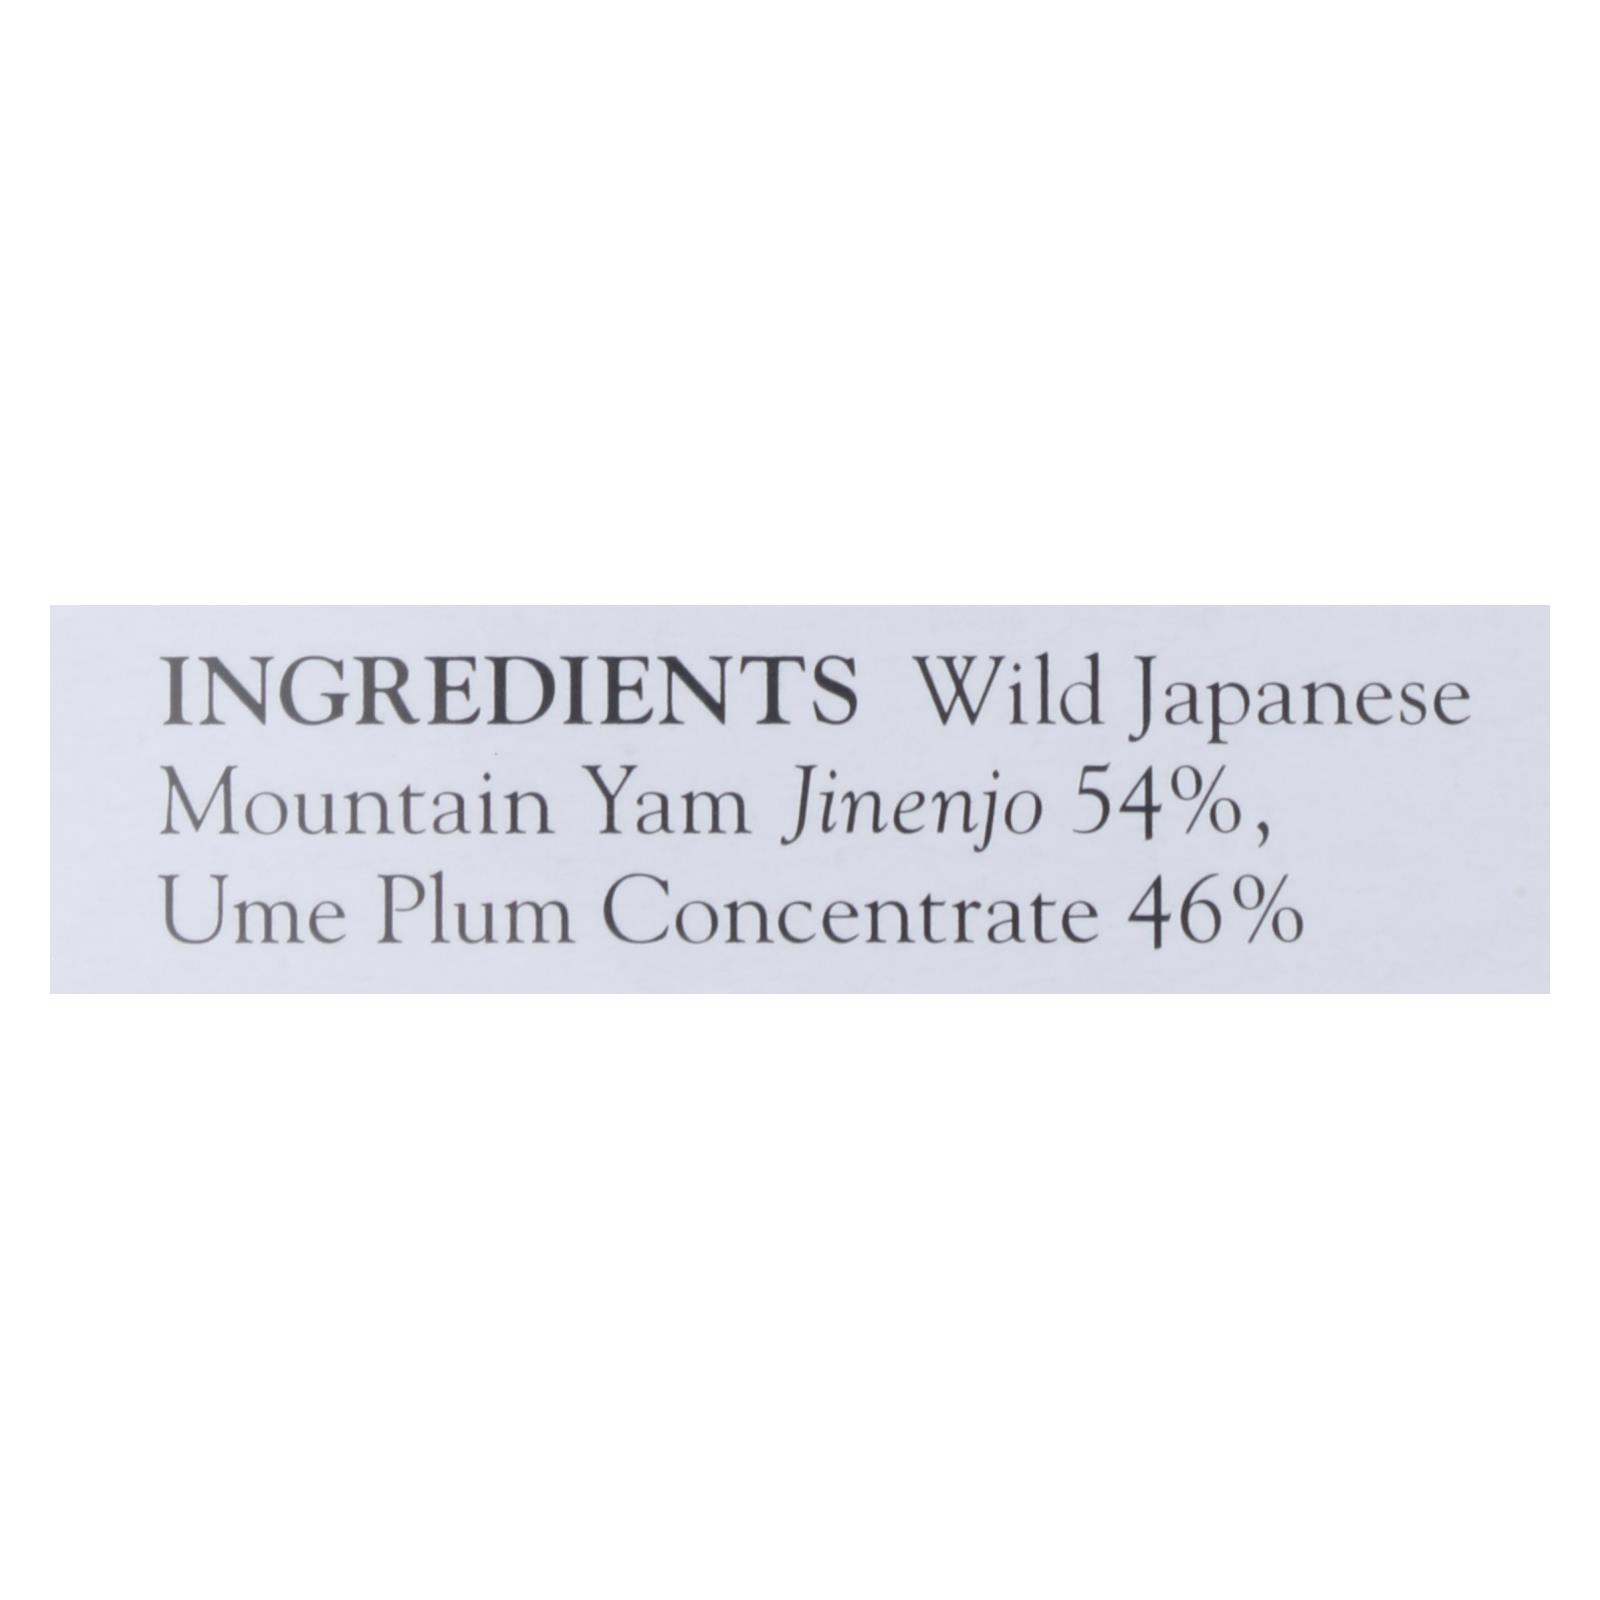 INGREDIENTS Wild Japanese
Mountain Yam Jinenjo 54%,
Ume Plum Concentrate 46%